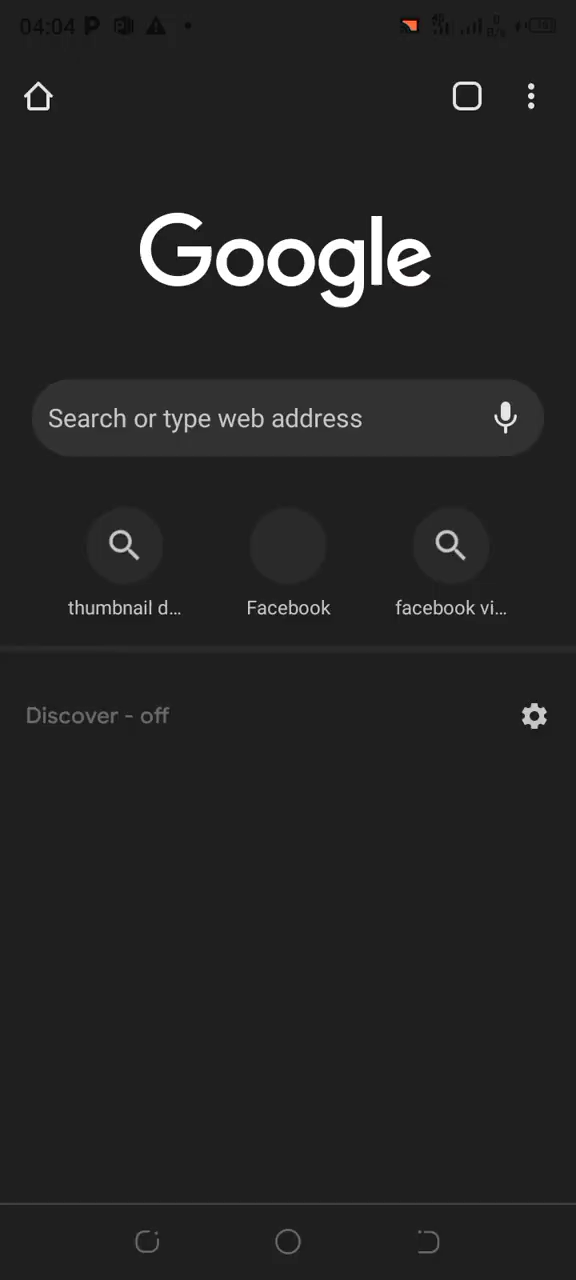 04:04
Google
Search or type web address
thumbnail d...
Facebook
facebook vi...
Discover - off